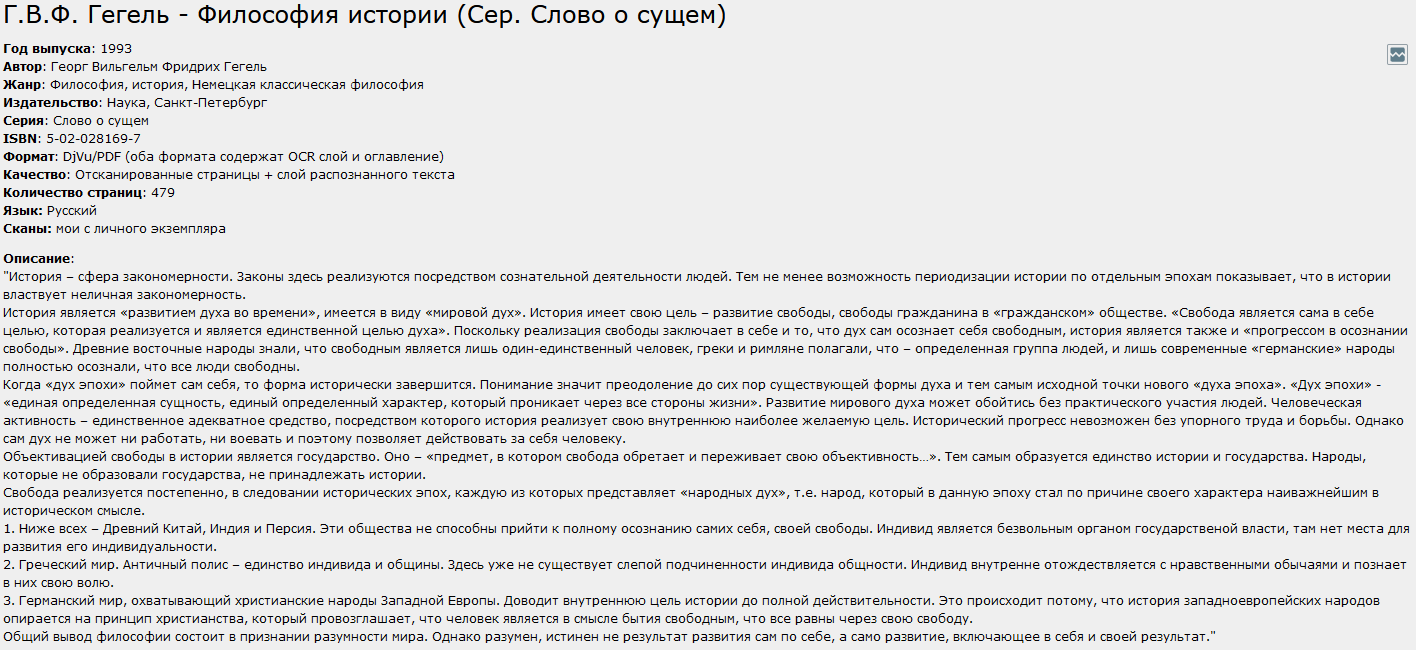 Г.В.Ф. Гегель - Философия истории (Сер. Слово о сущем)
Год выпуска: 1993
Автор: Георг Вильгельм Фридрих Гегель
Жанр: Философия, история, Немецкая классическая философия
Издательство: Наука, Санкт-Петербург
Серия: Слово о сущем
ISBN: 5-02-028169-7
Формат: DjVu/PDF (оба формата содержат OCR слой и оглавление)
Качество: Отсканированные страницы + слой распознанного текста
Количество страниц: 479
Язык: Русский
Сканы: мои с личного экземпляра
Описание:
"История – сфера закономерности. Законы здесь реализуются посредством сознательной деятельности людей. Тем не менее возможность периодизации истории по отдельным эпохам показывает, что в истории
властвует неличная закономерность.
История является «развитием духа во времени», имеется в виду «мировой дух». История имеет свою цель – развитие свободы, свободы гражданина в «гражданском» обществе. «Свобода является сама в себе
целью, которая реализуется и является единственной целью духа». Поскольку реализация свободы заключает в себе и то, что дух сам осознает себя свободным, история является также и «прогрессом в осознании
свободы». Древние восточные народы знали, что свободным является лишь один-единственный человек, греки и римляне полагали, что – определенная группа людей, и лишь современные «германские» народы
полностью осознали, что все люди свободны.
Когда «дух эпохи» поймет сам себя, то форма исторически завершится. Понимание значит преодоление до сих пор существующей формы духа и тем самым исходной точки нового «духа эпоха». «Дух эпохи» -
«единая определенная сущность, единый определенный характер, который проникает через все стороны жизни». Развитие мирового духа может обойтись без практического участия людей. Человеческая
активность – единственное адекватное средство, посредством которого история реализует свою внутреннюю наиболее желаемую цель. Исторический прогресс невозможен без упорного труда и борьбы. Однако
сам дух не может ни работать, ни воевать и поэтому позволяет действовать за себя человеку.
Объективацией свободы в истории является государство. Оно – «предмет, в котором свобода обретает и переживает свою объективность…». Тем самым образуется единство истории и государства. Народы,
которые не образовали государства, не принадлежать истории.
Свобода реализуется постепенно, в следовании исторических эпох, каждую из которых представляет «народных дух», т.е. народ, который в данную эпоху стал по причине своего характера наиважнейшим в
историческом смысле.
1. Ниже всех – Древний Китай, Индия и Персия. Эти общества не способны прийти к полному осознанию самих себя, своей свободы. Индивид является безвольным органом государственой власти, там нет места для
развития его индивидуальности.
2. Греческий мир. Античный полис – единство индивида и общины. Здесь уже не существует слепой подчиненности индивида общности. Индивид внутренне отождествляется с нравственными обычаями и познает
в них свою волю.
3. Германский мир, охватывающий христианские народы Западной Европы. Доводит внутреннюю цель истории до полной действительности. Это происходит потому, что история западноевропейских народов
опирается на принцип христианства, который провозглашает, что человек является в смысле бытия свободным, что все равны через свою свободу.
Общий вывод философии состоит в признании разумности мира. Однако разумен, истинен не результат развития сам по себе, а само развитие, включающее в себя и своей результат."